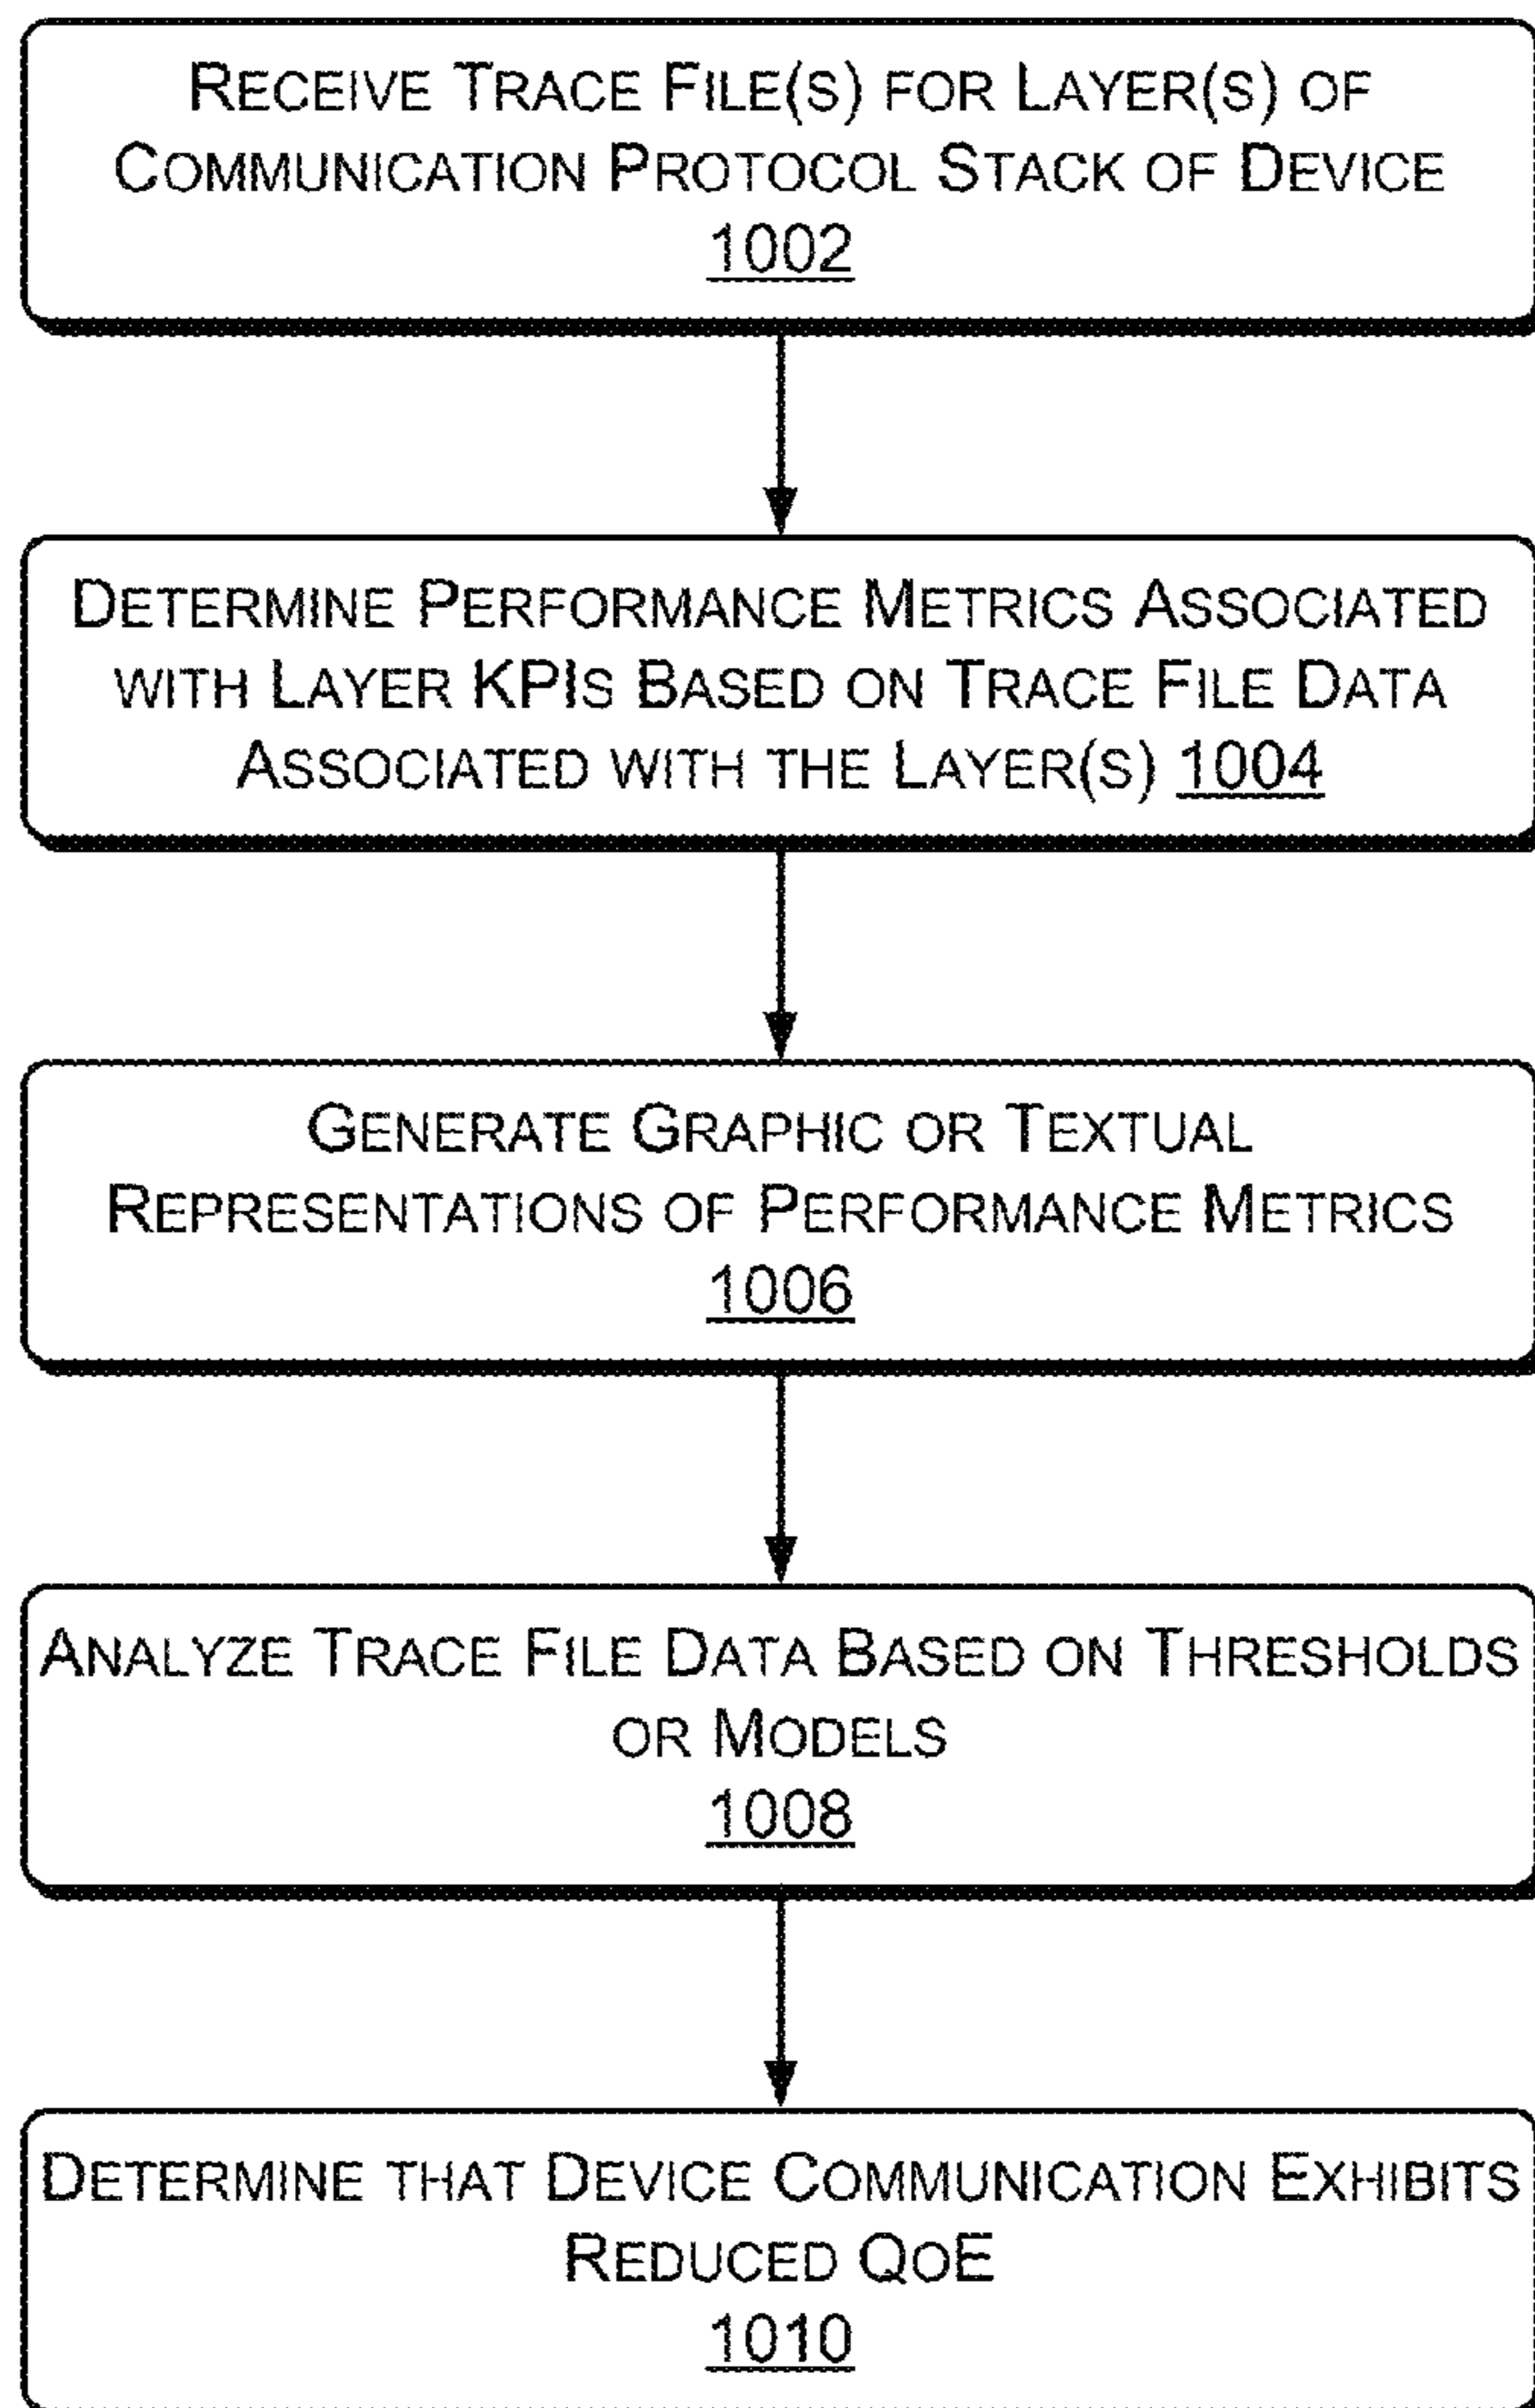 RECEIVE TRACE FILE(S) FOR LAYER(S) OF
COMMUNICATION PROTOCOL STACK OF DEVICE
1002
DETERMINE PERFORMANCE METRICS ASSOCIATED
WITH LAYER KPIS BASED ON TRACE FILE DATA
ASSOCIATED WITH THE LAYER(S) 1004
GENERATE GRAPHIC OR TEXTUAL
REPRESENTATIONS OF PERFORMANCE METRICS
1006
ANALYZE TRACE FILE DATA BASED ON THRESHOLDS
OR MODELS
1008
DETERMINE THAT DEVICE COMMUNICATION EXHIBITS
REDUCED QOE
1010